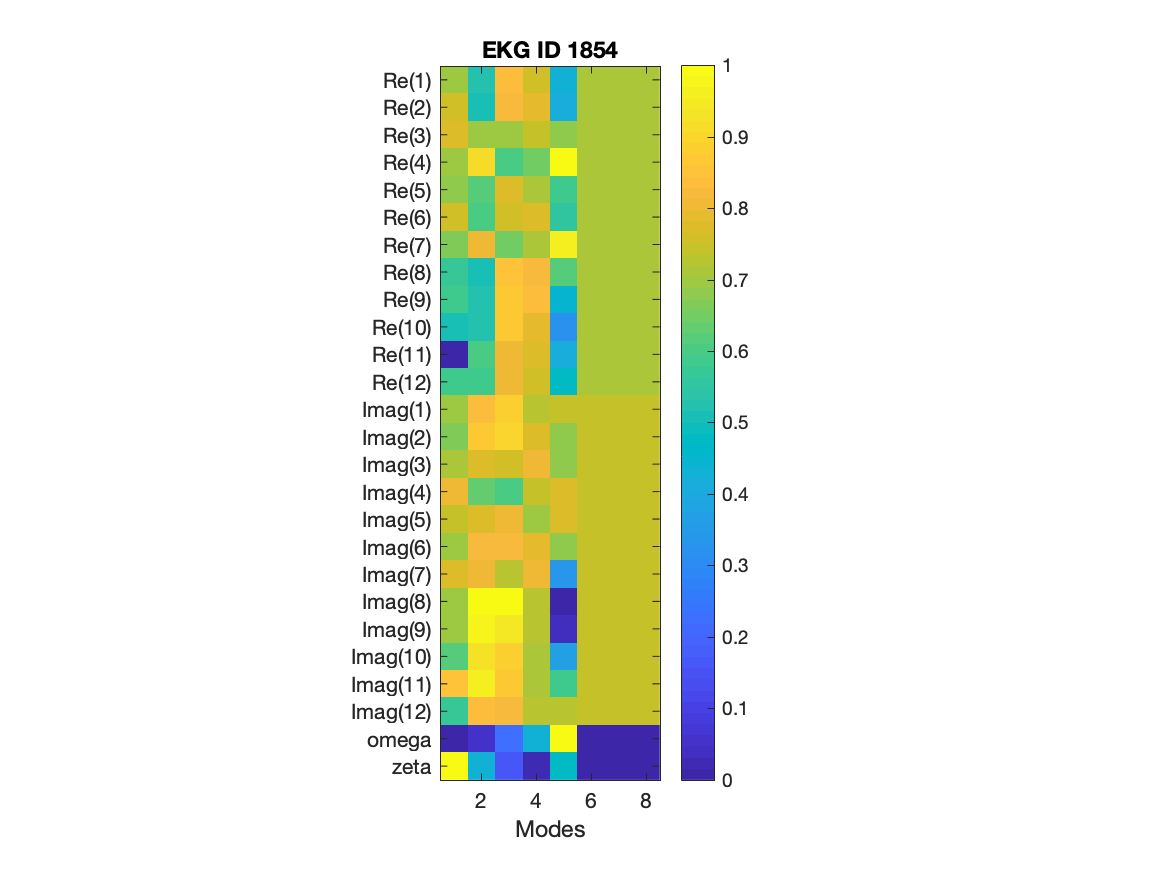 EKG ID 1854
Re(1)
Re(2)
Re(3)
Re(4)
Re(5)
Re(6)
Re(7)
Re(8)
Re(9)
Re(10)
Re(11)
Re(12)
Imag(1)
Imag(2)
Imag(3)
Imag(4)
Imag(5)
Imag(6)
Imag(7)
Imag(8)
Imag(9)
Imag(10)
Imag(11)
Imag(12)
omega
zeta
2 4 6 8
Modes
1
0.9
0.8
0.7
0.6
0.5
0.4
0.3
0.2
0.1
0